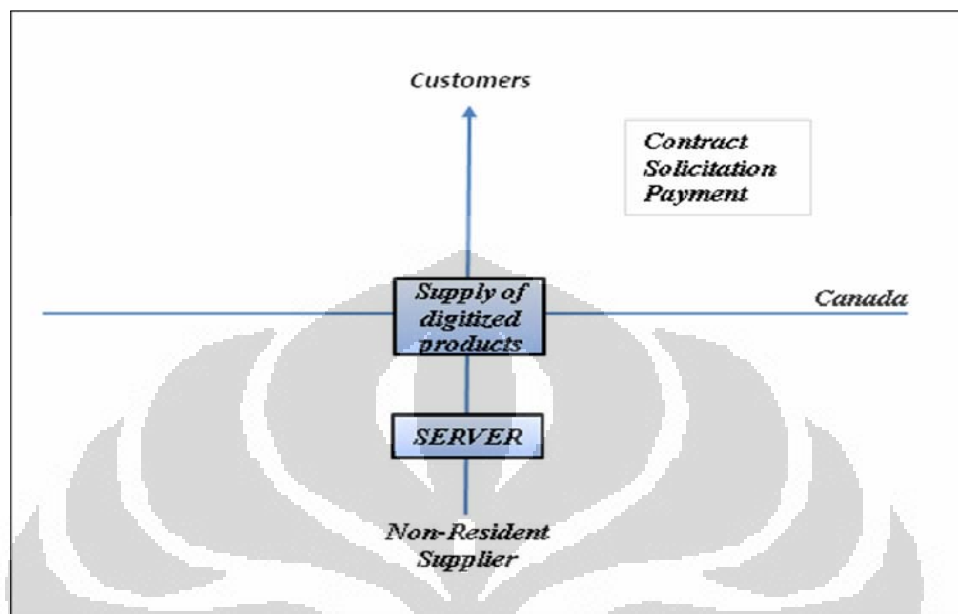 Customers
Contract
Solicitation
Payment
Canada
Supply of
digitized
products
SERVER
Non-Resident
Supplier